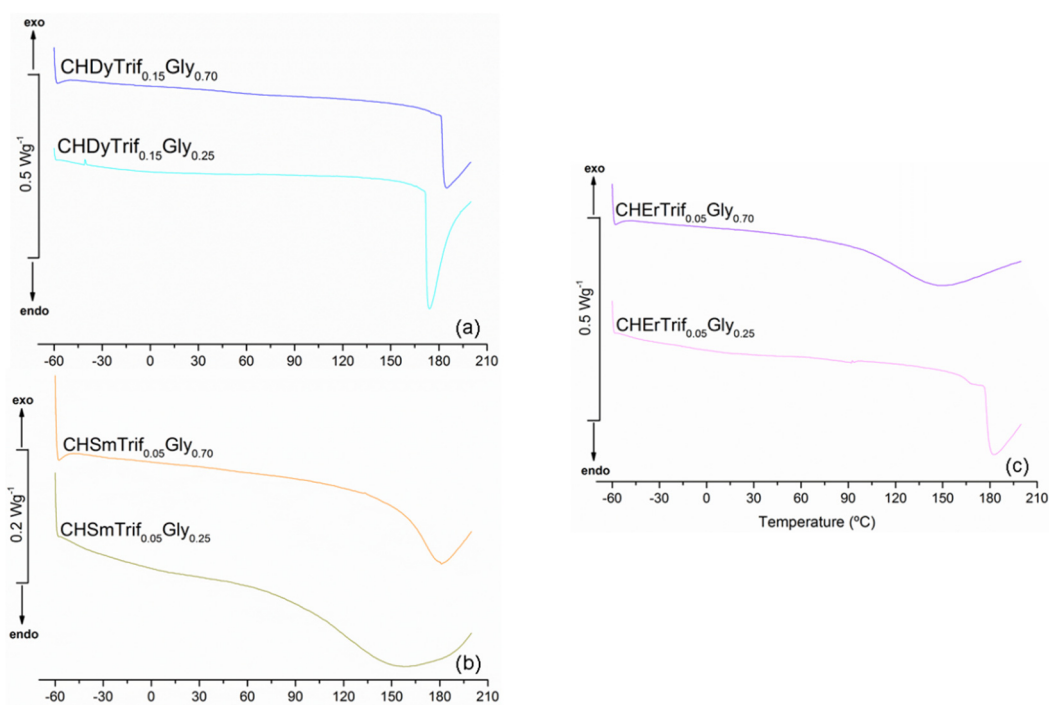 exo
CHDyTrif0.15Gly0.70
CHDyTrif0.15Gly0.25
0.5 Wg-1
endo
(a)
-60 -30 0 30 60 90 120 150 180 210
exo
CHSmTrif0.05Gly0.70
0.2 Wg-1
CHSmTrif0.05Gly0.25
endo
(b)
-60 -30 0 30 60 90 120 150 180 210
exo
CHErTrif0.05Gly0.70
0.5 Wg-1
CHErTrif0.05Gly0.25
endo
(c)
-60 -30 0 30 60 90 120 150 180 210
Temperature (ºC)